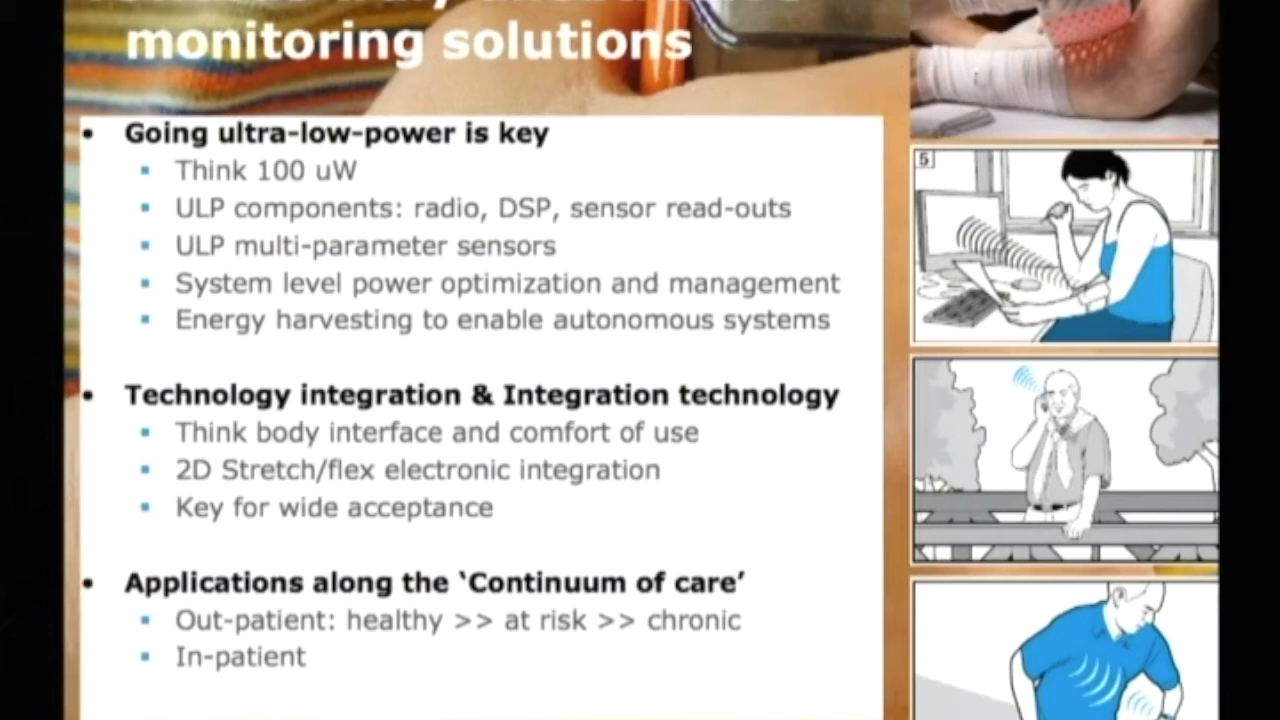 monitoring solutions
• Going ultra-low-power is key
▪ Think 100 uW
▪ ULP components: radio, DSP, sensor read-outs
▪ ULP multi-parameter sensors
▪ System level power optimization and management
▪ Energy harvesting to enable autonomous systems
• Technology integration & Integration technology
▪ Think body interface and comfort of use
▪ 2D Stretch/flex electronic integration
▪ Key for wide acceptance
• Applications along the ‘Continuum of care’
▪ Out-patient: healthy >> at risk >> chronic
▪ In-patient
5